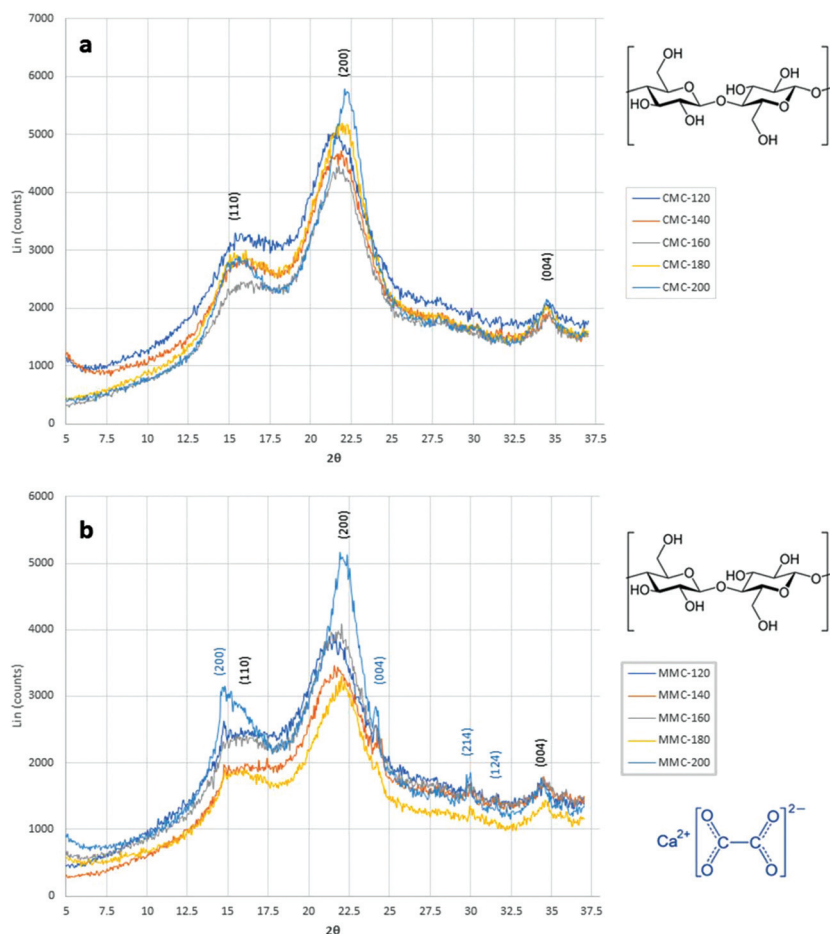 a
7000
6000
5000
4000
3000
2000
1000
0
Lin (counts)
5 7.5 10 12.5 15 17.5 20 22.5 25 27.5 30 32.5 35 37.5
2θ
(110)
(200)
(004)
OH
O
HO
OH
O
OH
HO
O
OH
O
CMC-120
CMC-140
CMC-160
CMC-180
CMC-200
b
6000
5000
4000
3000
2000
1000
0
Lin (counts)
5 7.5 10 12.5 15 17.5 20 22.5 25 27.5 30 32.5 35 37.5
2θ
(200)
(110)
(200)
(004)
(214)
(124)
(004)
OH
O
HO
OH
O
OH
HO
O
OH
O
MMC-120
MMC-140
MMC-160
MMC-180
MMC-200
Ca2+
O
O
C
C
O
O
2−